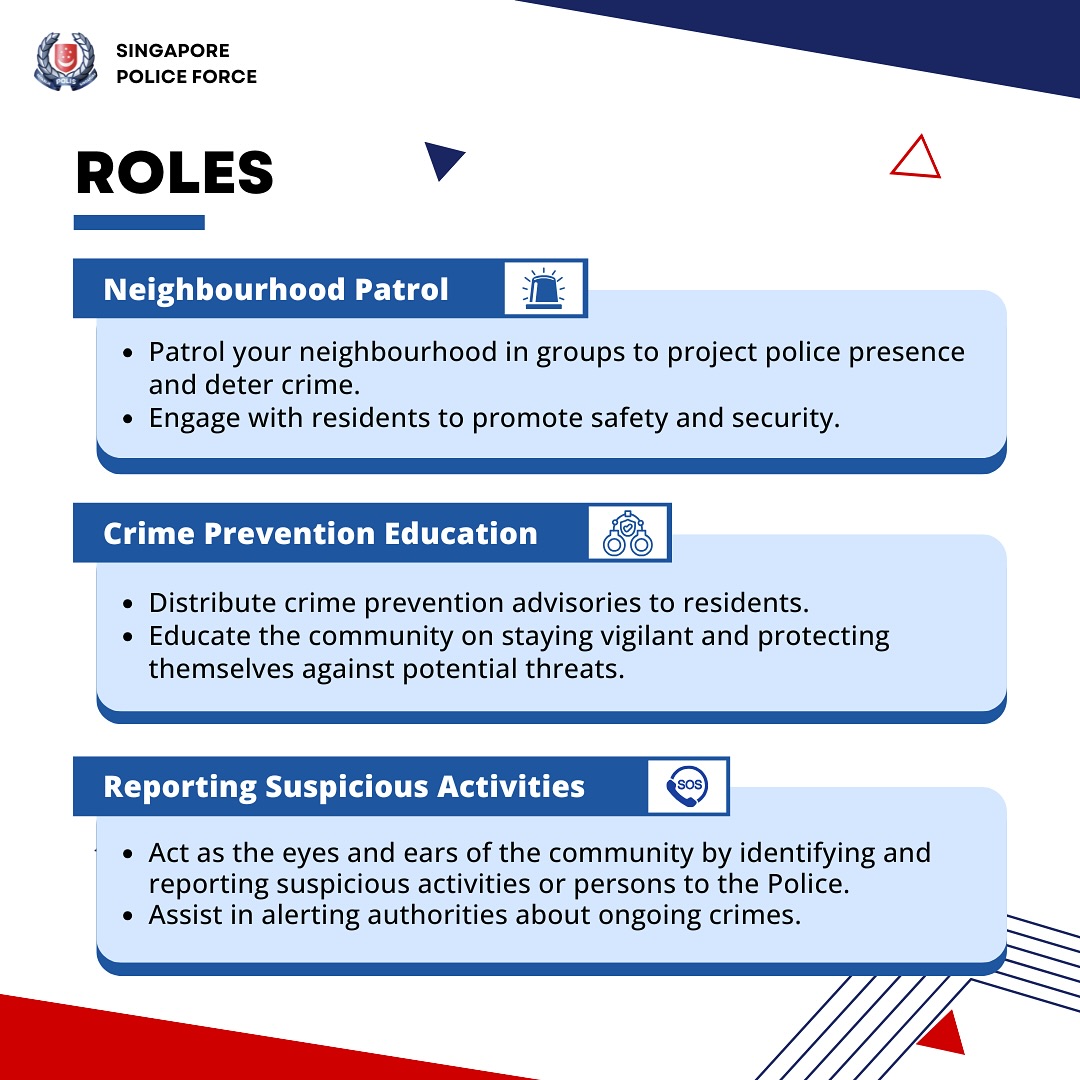 SINGAPORE
POLICE FORCE
POLIS
ROLES
Neighbourhood Patrol
• Patrol your neighbourhood in groups to project police presence
and deter crime.
• Engage with residents to promote safety and security.
Crime Prevention Education
• Distribute crime prevention advisories to residents.
• Educate the community on staying vigilant and protecting
themselves against potential threats.
Reporting Suspicious Activities
SOS
• Act as the eyes and ears of the community by identifying and
reporting suspicious activities or persons to the Police.
• Assist in alerting authorities about ongoing crimes.